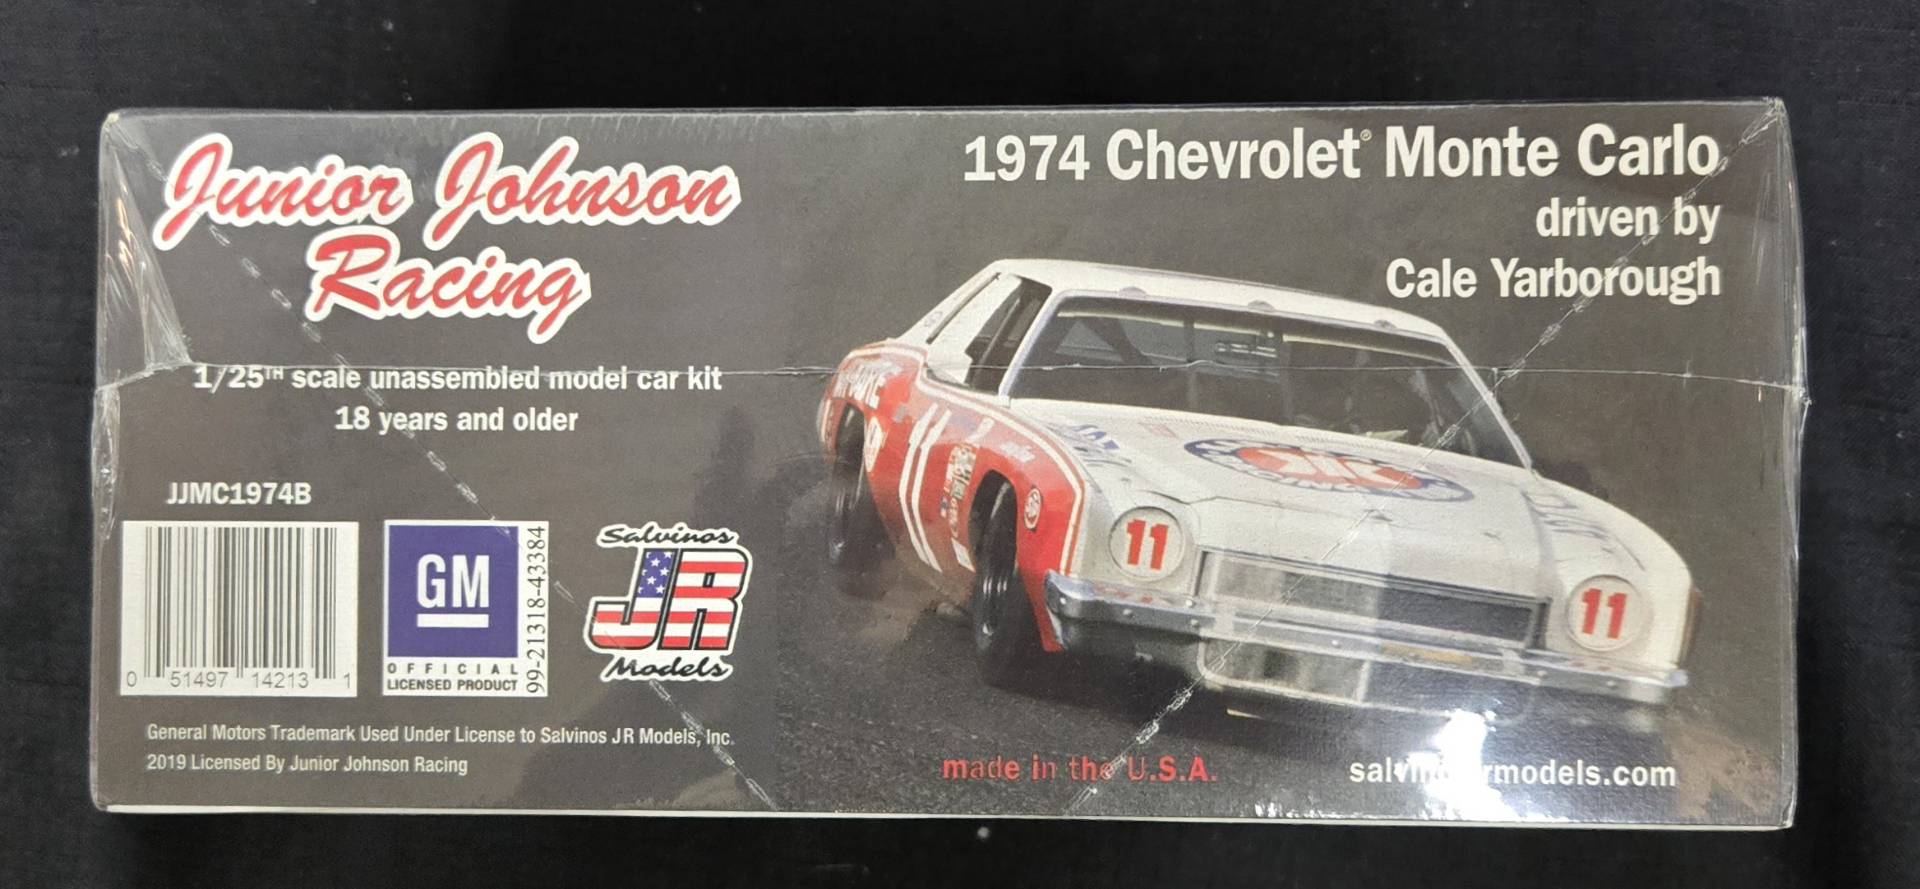 Junior Johnson
Racing
1/25TH scale unassembled model car kit
18 years and older
JJMC1974B
0 51497 14213 1
GM
OFFICIAL
LICENSED PRODUCT
99-21318-43384
Salvinos
JR
Models
General Motors Trademark Used Under License to Salvinos JR Models, Inc.
2019 Licensed By Junior Johnson Racing
1974 Chevrolet® Monte Carlo
driven by
Cale Yarborough
11
11
11
made in the U.S.A.